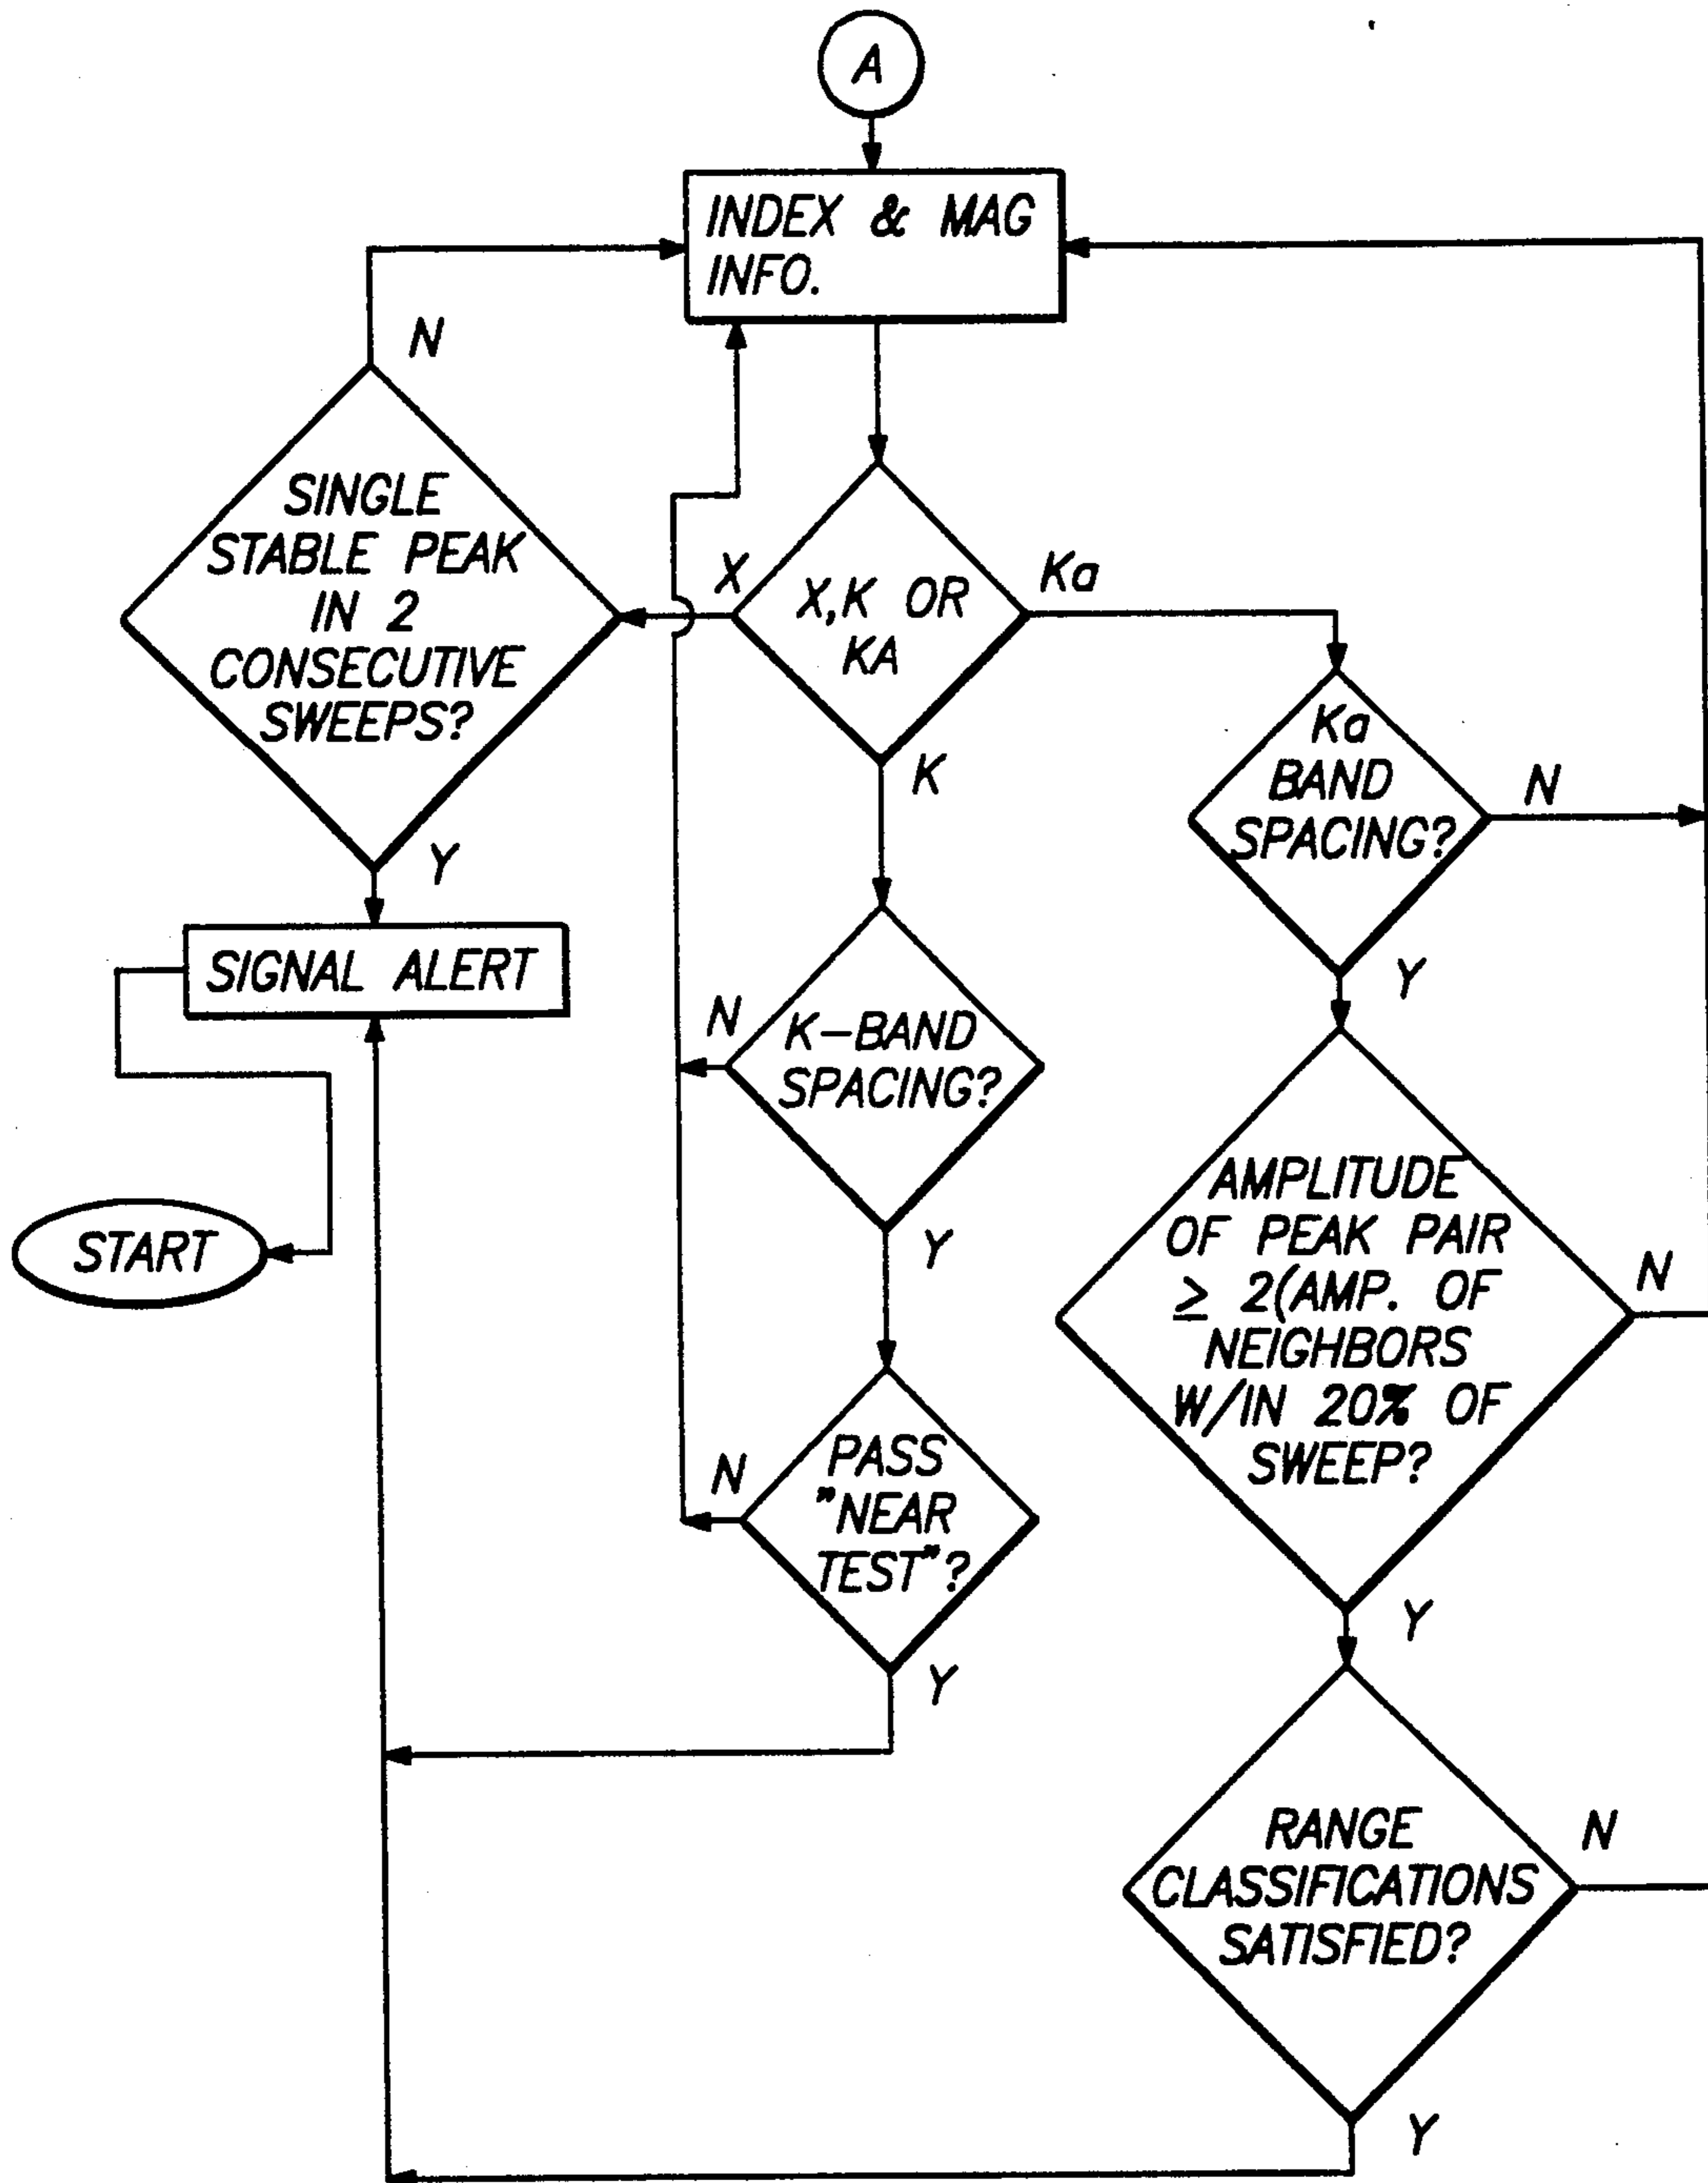 A
INDEX & MAG
INFO.
N
SINGLE
STABLE PEAK
IN 2
CONSECUTIVE
SWEEPS?
Y
X
X,K OR
KA
Ka
K
Ka
BAND
SPACING?
N
Y
SIGNAL ALERT
START
N
K-BAND
SPACING?
Y
AMPLITUDE
OF PEAK PAIR
≥ 2(AMP. OF
NEIGHBORS
W/IN 20% OF
SWEEP?
N
Y
N
PASS
"NEAR
TEST"?
Y
RANGE
CLASSIFICATIONS
SATISFIED?
N
Y